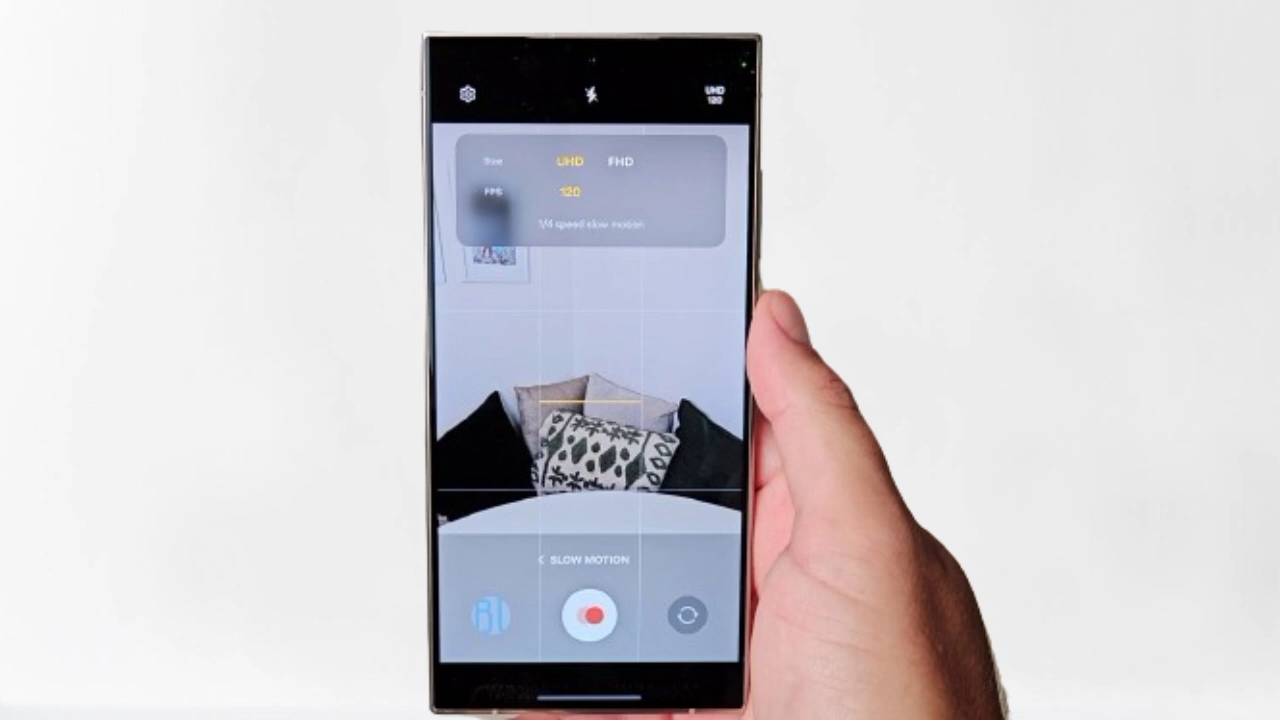 UHD
120
Size UHD FHD
FPS 120
1/4 speed slow motion
< SLOW MOTION